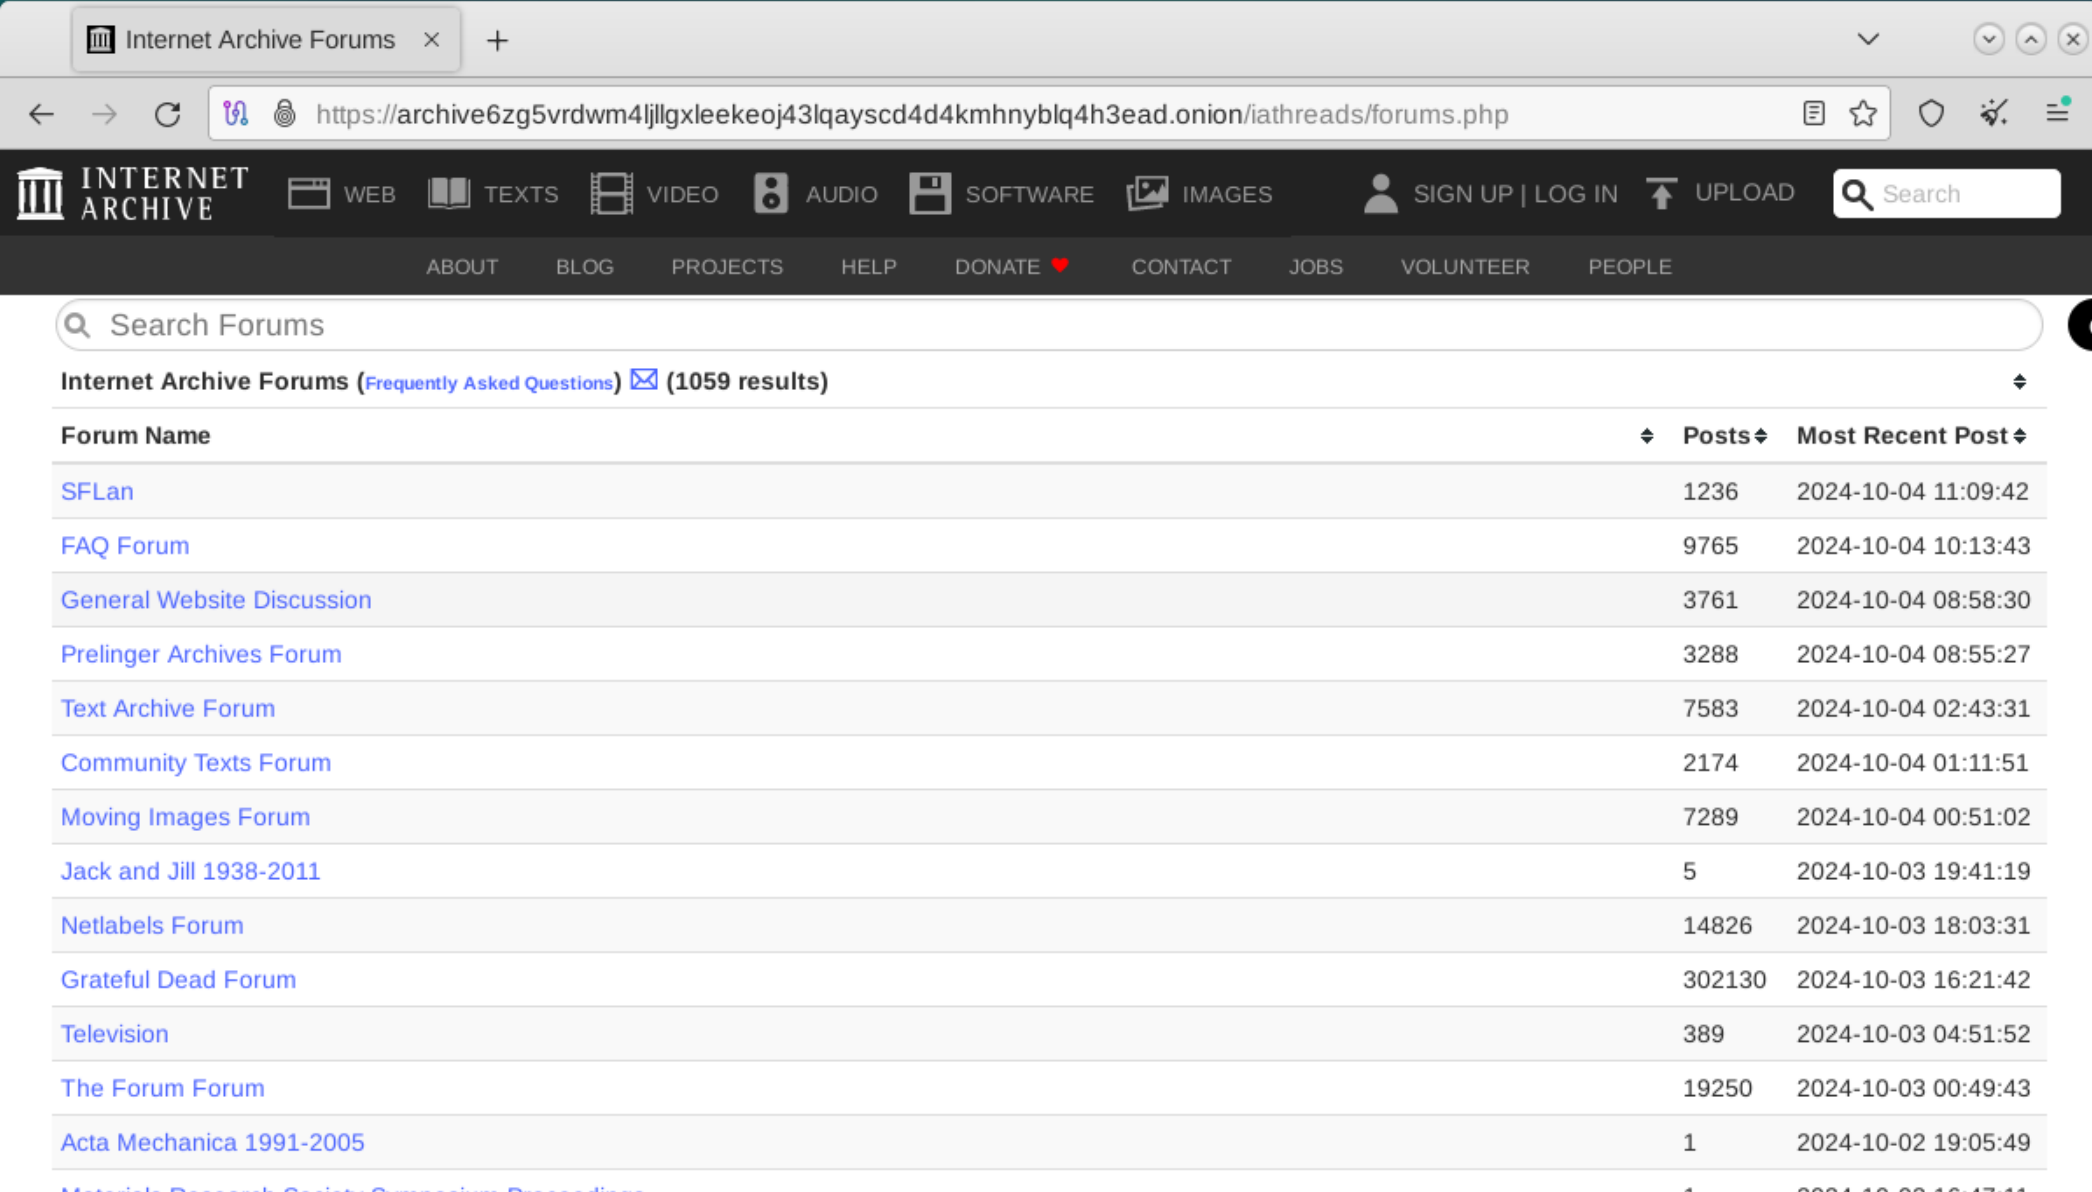 Internet Archive Forums
https://archive6zg5vrdwm4ljllgxleekeoj43lqayscd4d4kmhnyblq4h3ead.onion/iathreads/forums.php
INTERNET ARCHIVE
WEB TEXTS VIDEO AUDIO SOFTWARE IMAGES SIGN UP | LOG IN UPLOAD Search
ABOUT BLOG PROJECTS HELP DONATE CONTACT JOBS VOLUNTEER PEOPLE
Search Forums
Internet Archive Forums (Frequently Asked Questions) (1059 results)
Forum Name Posts Most Recent Post
SFLan 1236 2024-10-04 11:09:42
FAQ Forum 9765 2024-10-04 10:13:43
General Website Discussion 3761 2024-10-04 08:58:30
Prelinger Archives Forum 3288 2024-10-04 08:55:27
Text Archive Forum 7583 2024-10-04 02:43:31
Community Texts Forum 2174 2024-10-04 01:11:51
Moving Images Forum 7289 2024-10-04 00:51:02
Jack and Jill 1938-2011 5 2024-10-03 19:41:19
Netlabels Forum 14826 2024-10-03 18:03:31
Grateful Dead Forum 302130 2024-10-03 16:21:42
Television 389 2024-10-03 04:51:52
The Forum Forum 19250 2024-10-03 00:49:43
Acta Mechanica 1991-2005 1 2024-10-02 19:05:49